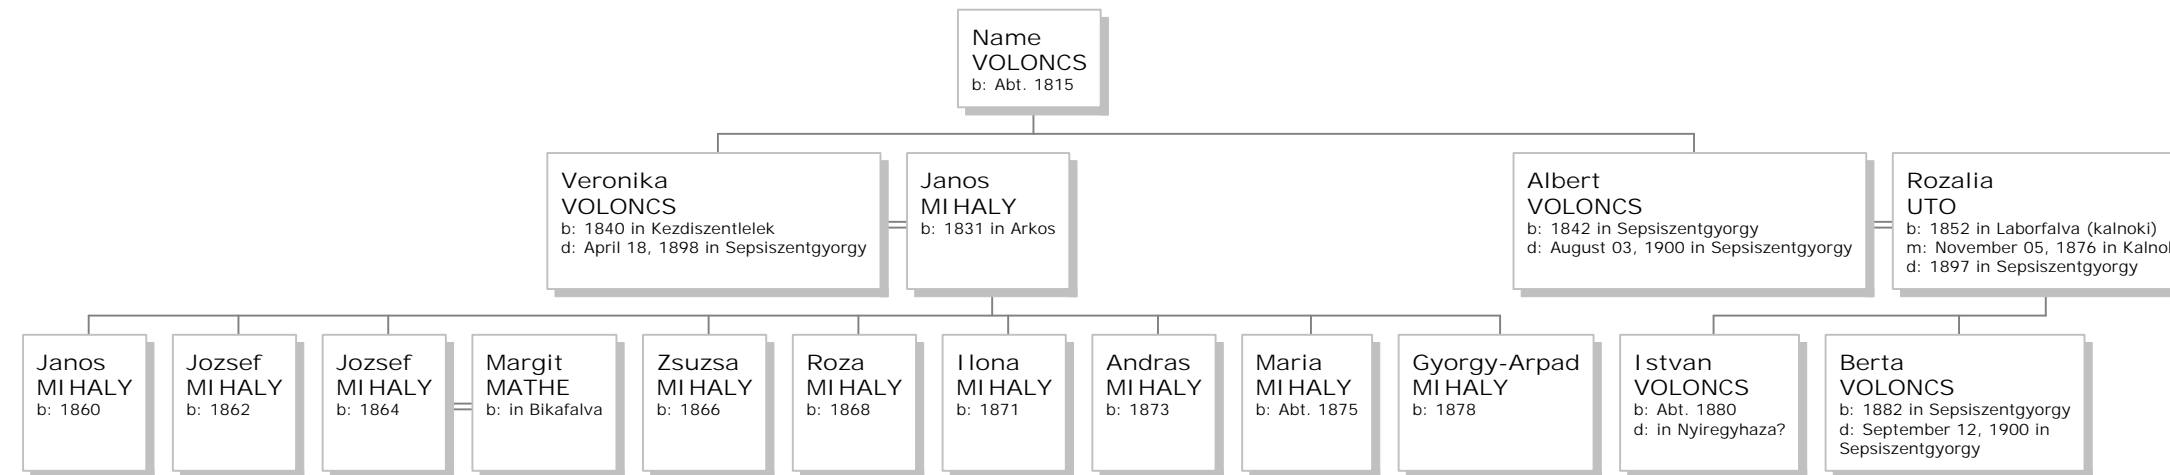 Name
VOLONCS
b: Abt. 1815
Veronika
VOLONCS
b: 1840 in Kezdiszentlelek
d: April 18, 1898 in Sepsiszentgyorgy
Janos
MIHALY
b: 1831 in Arkos
Albert
VOLONCS
b: 1842 in Sepsiszentgyorgy
d: August 03, 1900 in Sepsiszentgyorgy
Rozalia
UTO
b: 1852 in Laborfalva (kalnoki)
m: November 05, 1876 in
d: 1897 in Sepsiszentgyorgy
Janos
MIHALY
b: 1860
Jozsef
MIHALY
b: 1862
Jozsef
MIHALY
b: 1864
Margit
MATHE
b: in Bikafalva
Zsuzsa
MIHALY
b: 1866
Roza
MIHALY
b: 1868
Ilona
MIHALY
b: 1871
Andras
MIHALY
b: 1873
Maria
MIHALY
b: Abt. 1875
Gyorgy-Arpad
MIHALY
b: 1878
Istvan
VOLONCS
b: Abt. 1880
d: in Nyiregyhaza?
Berta
VOLONCS
b: 1882 in Sepsiszentgyorgy
d: September 12, 1900 in
Sepsiszentgyorgy